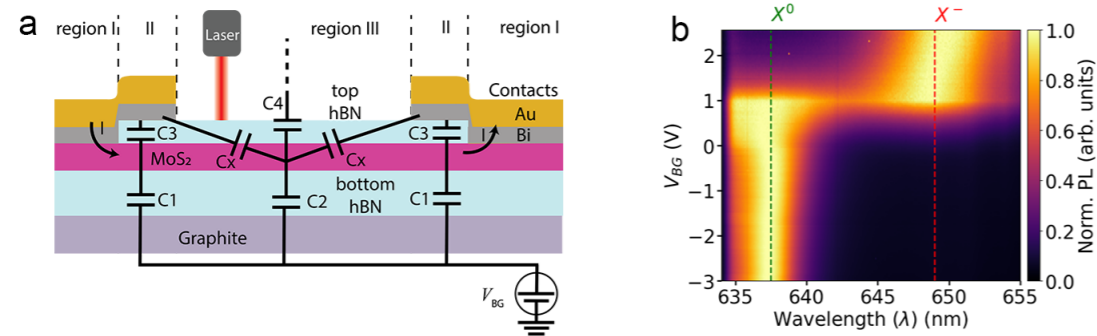 a
region I
II
region III
II
region I
Laser
C4
top
hBN
Contacts
Au
Bi
I
C3
Cx
Cx
C3
I
MoS₂
C1
C2
bottom
hBN
C1
Graphite
V_BG
b
X⁰
X⁻
2
1
0
−1
−2
−3
V_BG (V)
635
640
645
650
655
Wavelength (λ) (nm)
1.0
0.8
0.6
0.4
0.2
0.0
Norm. PL (arb. units)